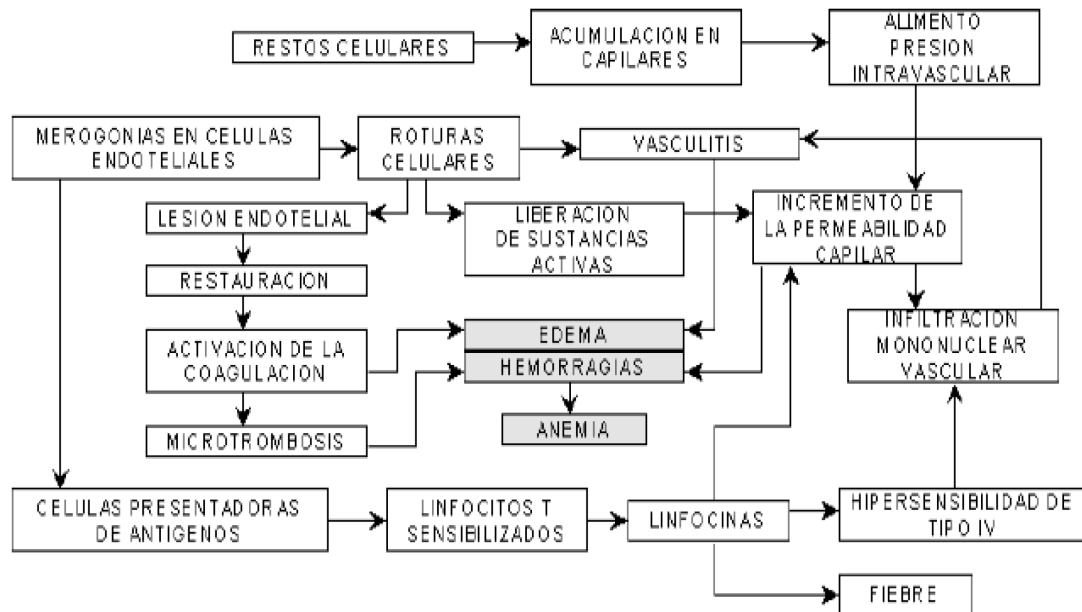 RESTOS CELULARES
ACUMULACION EN
CAPILARES
ALIMENTO
PRESION
INTRAVASCULAR
MEROGONIAS EN CELULAS
ENDOTELIALES
ROTURAS
CELULARES
VASCULITIS
LESION ENDOTELIAL
LIBERACION
DE SUSTANCIAS
ACTIVAS
INCREMENTO DE
LA PERMEABILIDAD
CAPILAR
RESTAURACION
ACTIVACION DE LA
COAGULACION
EDEMA
HEMORRAGIAS
INFILTRACION
MONONUCLEAR
VASCULAR
MICROTROMBOSIS
ANEMIA
CELULAS PRESENTADORAS
DE ANTIGENOS
LINFOCITOS T
SENSIBILIZADOS
LINFOCINAS
HIPERSENSIBILIDAD DE
TIPO IV
FIEBRE